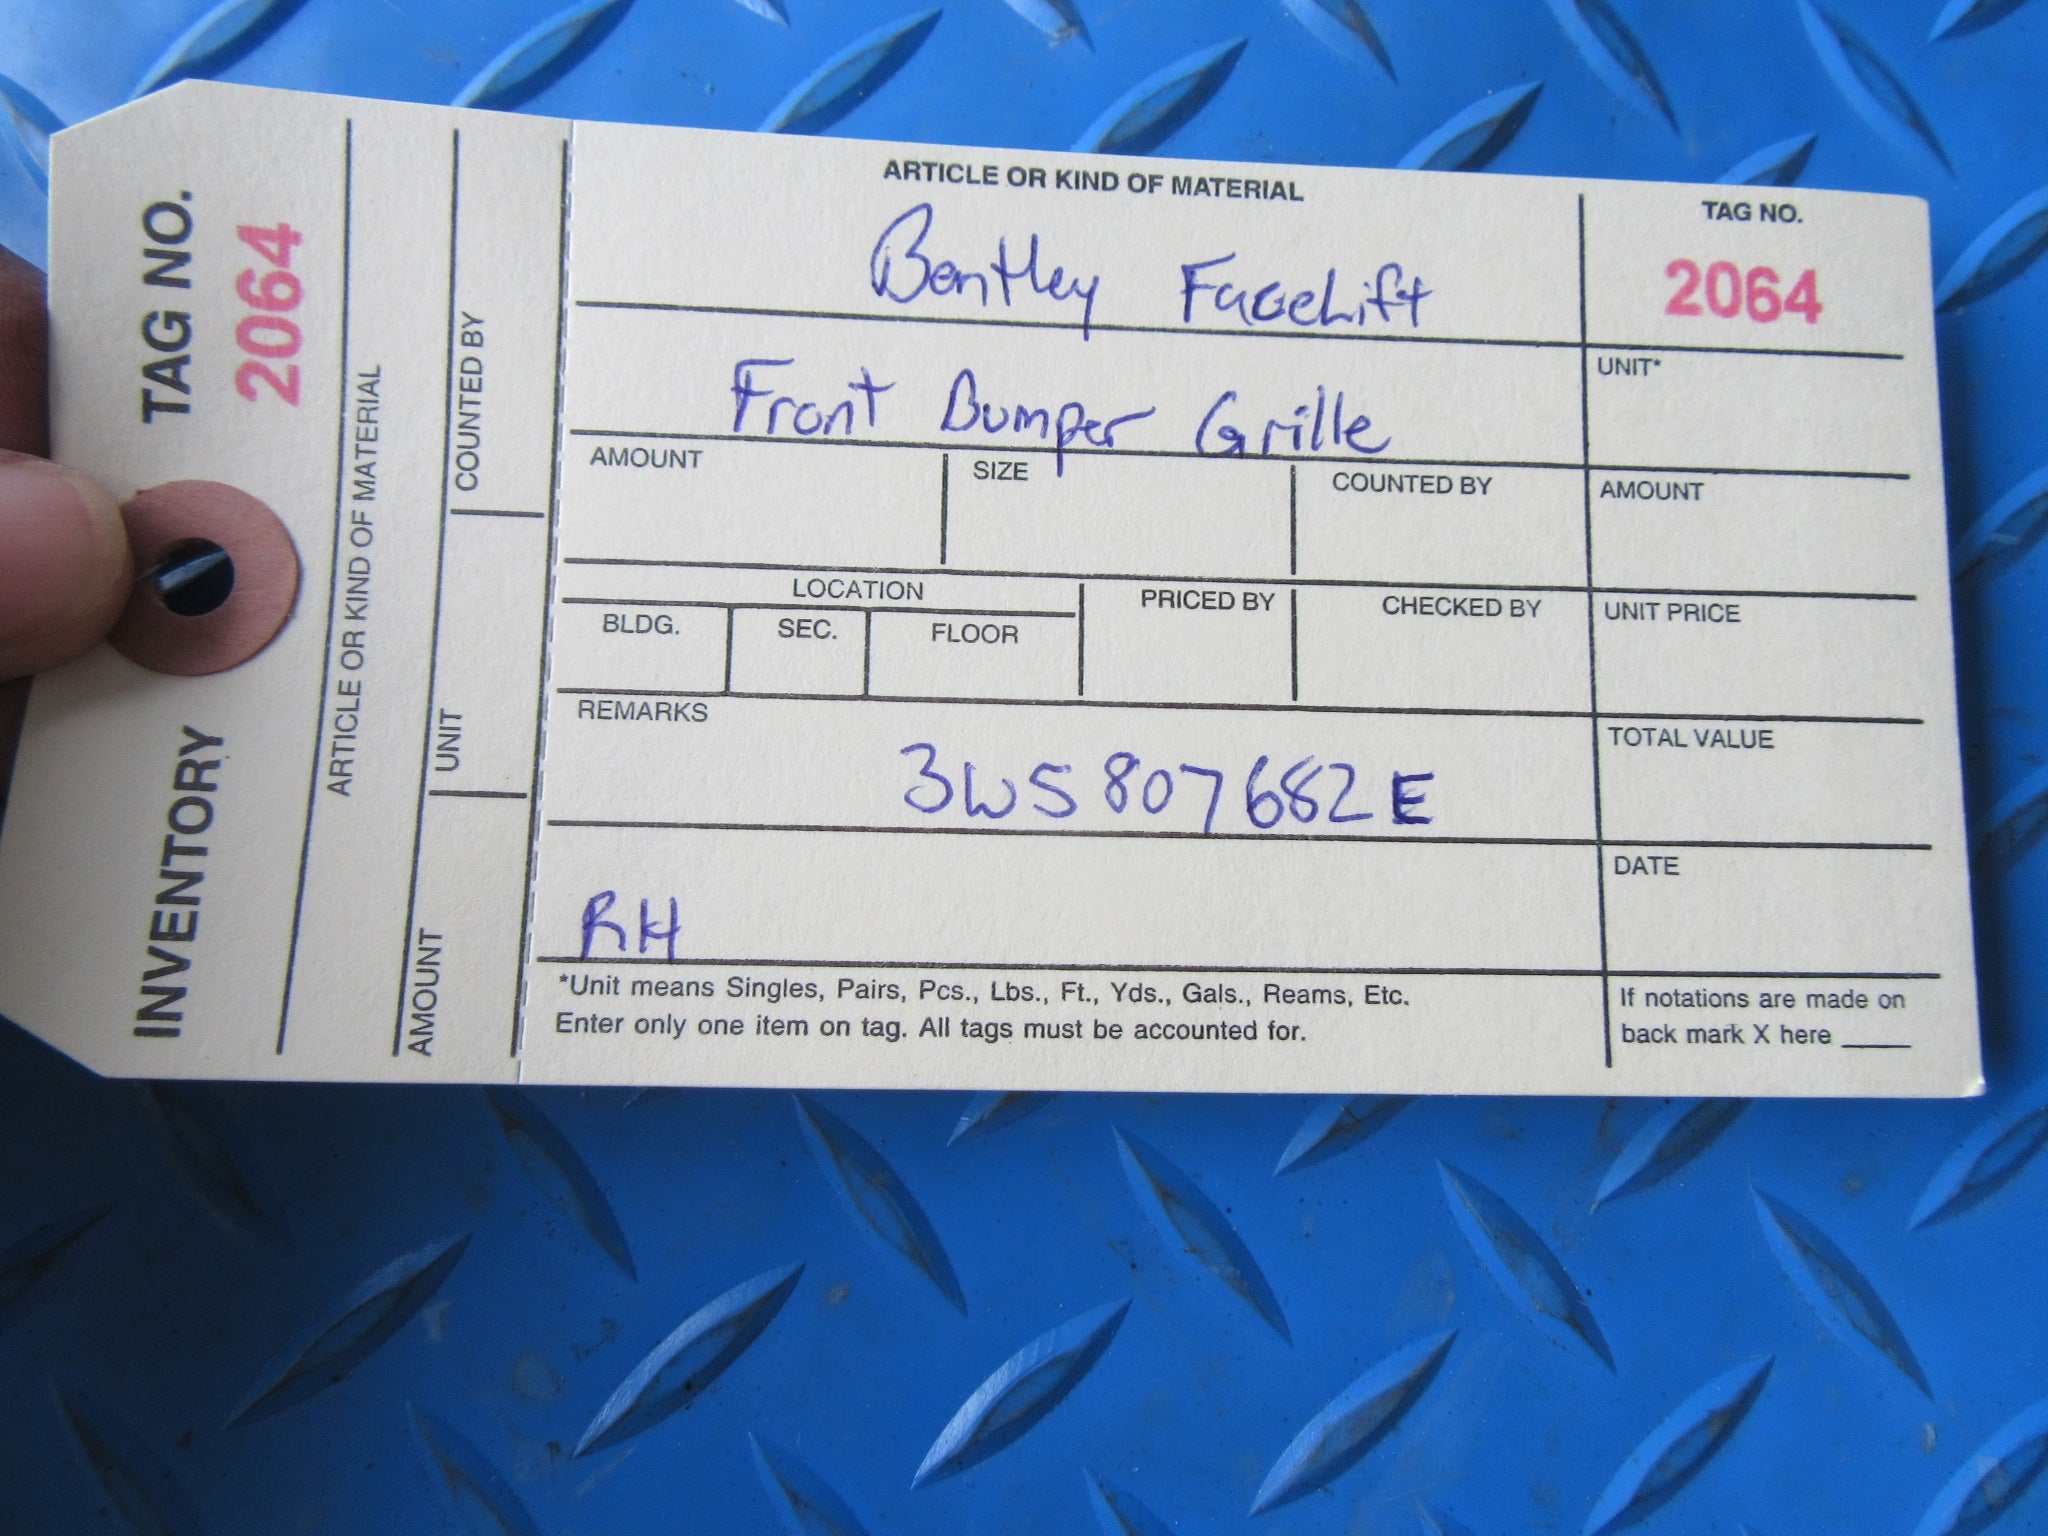 INVENTORY TAG NO.
2064
ARTICLE OR KIND OF MATERIAL
AMOUNT UNIT COUNTED BY
ARTICLE OR KIND OF MATERIAL
Bentley FaceLift
Front Bumper Grille
TAG NO.
2064
UNIT*
AMOUNT SIZE COUNTED BY AMOUNT
LOCATION PRICED BY CHECKED BY UNIT PRICE
BLDG. SEC. FLOOR
REMARKS TOTAL VALUE
3W5807682E
DATE
RH
*Unit means Singles, Pairs, Pcs., Lbs., Ft., Yds., Gals., Reams, Etc.
Enter only one item on tag. All tags must be accounted for.
If notations are made on
back mark X here ____